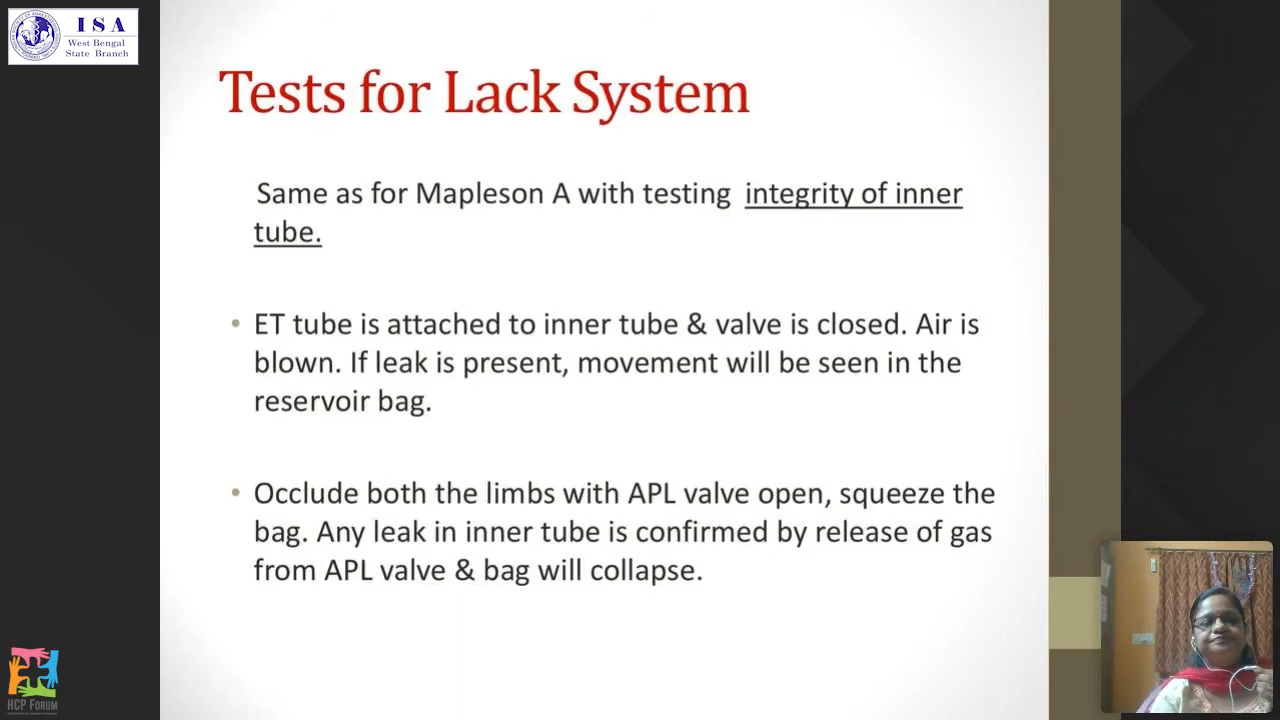 I S A
West Bengal
State Branch
Tests for Lack System
Same as for Mapleson A with testing integrity of inner
tube.
• ET tube is attached to inner tube & valve is closed. Air is
blown. If leak is present, movement will be seen in the
reservoir bag.
• Occlude both the limbs with APL valve open, squeeze the
bag. Any leak in inner tube is confirmed by release of gas
from APL valve & bag will collapse.
HCP FORUM